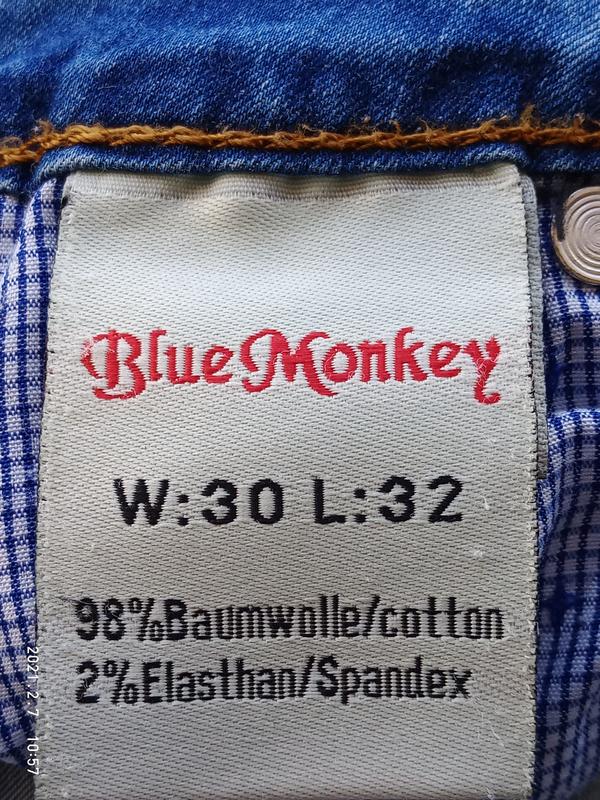 Blue Monkey
W:30 L:32
98%Baumwolle/cotton
2%Elasthan/Spandex
2021-2-7 10:57